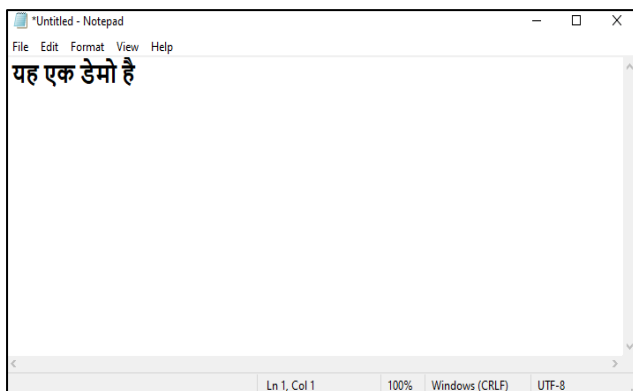 *Untitled - Notepad
File Edit Format View Help
यह एक डेमो है
Ln 1, Col 1 100% Windows (CRLF) UTF-8